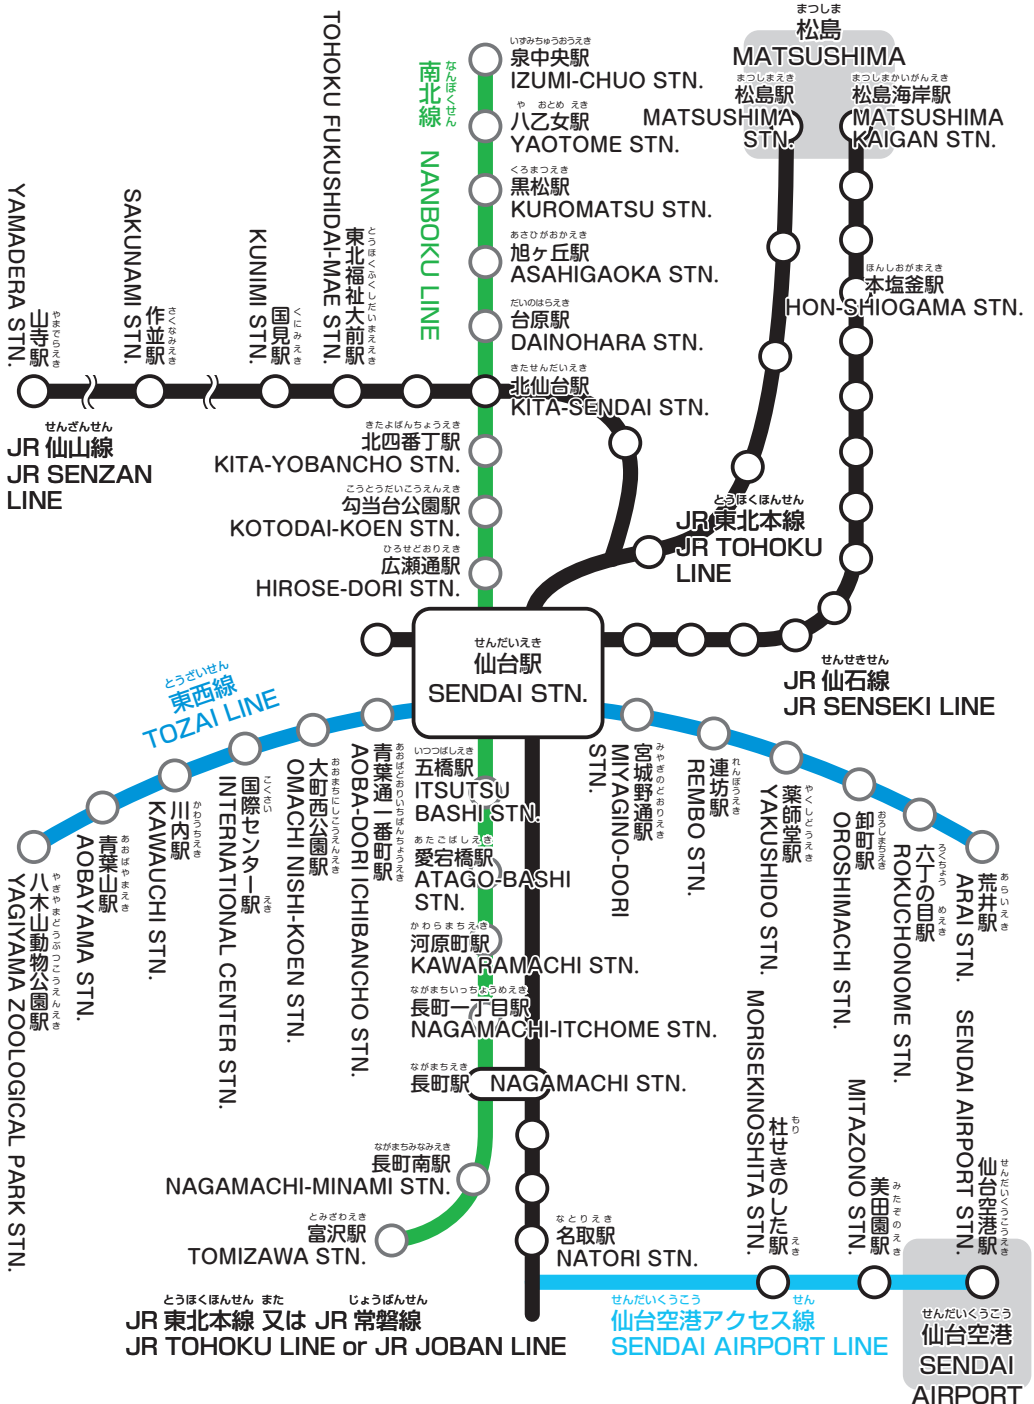 まつしま
松島
MATSUSHIMA
まつしまえき
松島駅
MATSUSHIMA
STN.
まつしまかいがんえき
松島海岸駅
MATSUSHIMA
KAIGAN STN.
ほんしおがまえき
本塩釜駅
HON-SHIOGAMA STN.
なんぼくせん
南北線 NANBOKU LINE
いずみちゅうおうえき
泉中央駅
IZUMI-CHUO STN.
や おとめ えき
八乙女駅
YAOTOME STN.
くろまつえき
黒松駅
KUROMATSU STN.
あさひがおかえき
旭ヶ丘駅
ASAHIGAOKA STN.
だいのはらえき
台原駅
DAINOHARA STN.
きたせんだいえき
北仙台駅
KITA-SENDAI STN.
やまでらえき
山寺駅
YAMADERA STN.
さくなみえき
作並駅
SAKUNAMI STN.
くにみえき
国見駅
KUNIMI STN.
とうほくふくしだいまええき
東北福祉大前駅
TOHOKU FUKUSHIDAI-MAE STN.
せんざんせん
JR 仙山線
JR SENZAN
LINE
きたよばんちょうえき
北四番丁駅
KITA-YOBANCHO STN.
こうとうだいこうえんえき
勾当台公園駅
KOTODAI-KOEN STN.
ひろせどおりえき
広瀬通駅
HIROSE-DORI STN.
とうほくほんせん
JR 東北本線
JR TOHOKU
LINE
せんだいえき
仙台駅
SENDAI STN.
せんせきせん
JR 仙石線
JR SENSEKI LINE
とうざいせん
東西線
TOZAI LINE
やぎやまどうぶつこうえんえき
八木山動物公園駅
YAGIYAMA ZOOLOGICAL PARK STN.
あおばやまえき
青葉山駅
AOBAYAMA STN.
かわうちえき
川内駅
KAWAUCHI STN.
こくさい えき
国際センター駅
INTERNATIONAL CENTER STN.
おおまちにしこうえんえき
大町西公園駅
OMACHI NISHI-KOEN STN.
あおばどおりいちばんちょうえき
青葉通一番町駅
AOBA-DORI ICHIBANCHO STN.
いつつばしえき
五橋駅
ITSUTSU
BASHI STN.
あたごばしえき
愛宕橋駅
ATAGO-BASHI
STN.
かわらまちえき
河原町駅
KAWARAMACHI STN.
ながまちいっちょうめえき
長町一丁目駅
NAGAMACHI-ITCHOME STN.
ながまちえき
長町駅 NAGAMACHI STN.
ながまちみなみえき
長町南駅
NAGAMACHI-MINAMI STN.
とみざわえき
富沢駅
TOMIZAWA STN.
みやぎのどおりえき
宮城野通駅
MIYAGINO-DORI
STN.
れんぼうえき
連坊駅
REMBO STN.
やくしどうえき
薬師堂駅
YAKUSHIDO STN.
おろしまちえき
卸町駅
OROSHIMACHI STN.
ろくちょう めえき
六丁の目駅
ROKUCHONOME STN.
あらいえき
荒井駅
ARAI STN.
なとりえき
名取駅
NATORI STN.
もり えき
杜せきのした駅
MORISEKINOSHITA STN.
みたぞのえき
美田園駅
MITAZONO STN.
せんだいくうこうえき
仙台空港駅
SENDAI AIRPORT STN.
とうほくほんせん また じょうばんせん
JR 東北本線 又は JR 常磐線
JR TOHOKU LINE or JR JOBAN LINE
せんだいくうこう せん
仙台空港アクセス線
SENDAI AIRPORT LINE
せんだいくうこう
仙台空港
SENDAI
AIRPORT